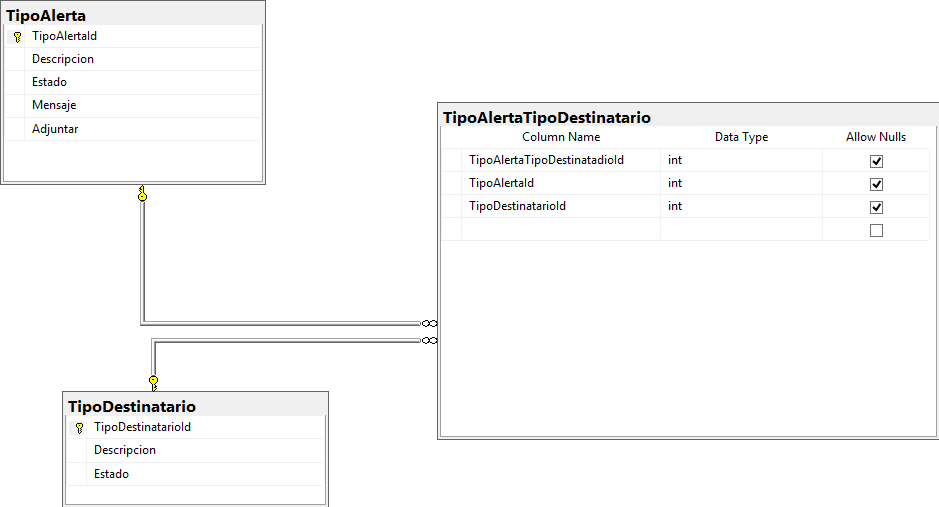 TipoAlerta
TipoAlertaId
Descripcion
Estado
Mensaje
Adjuntar
TipoAlertaTipoDestinatario
Column Name Data Type Allow Nulls
TipoAlertaTipoDestinatadioId int
TipoAlertaId int
TipoDestinatarioId int
TipoDestinatario
TipoDestinatarioId
Descripcion
Estado